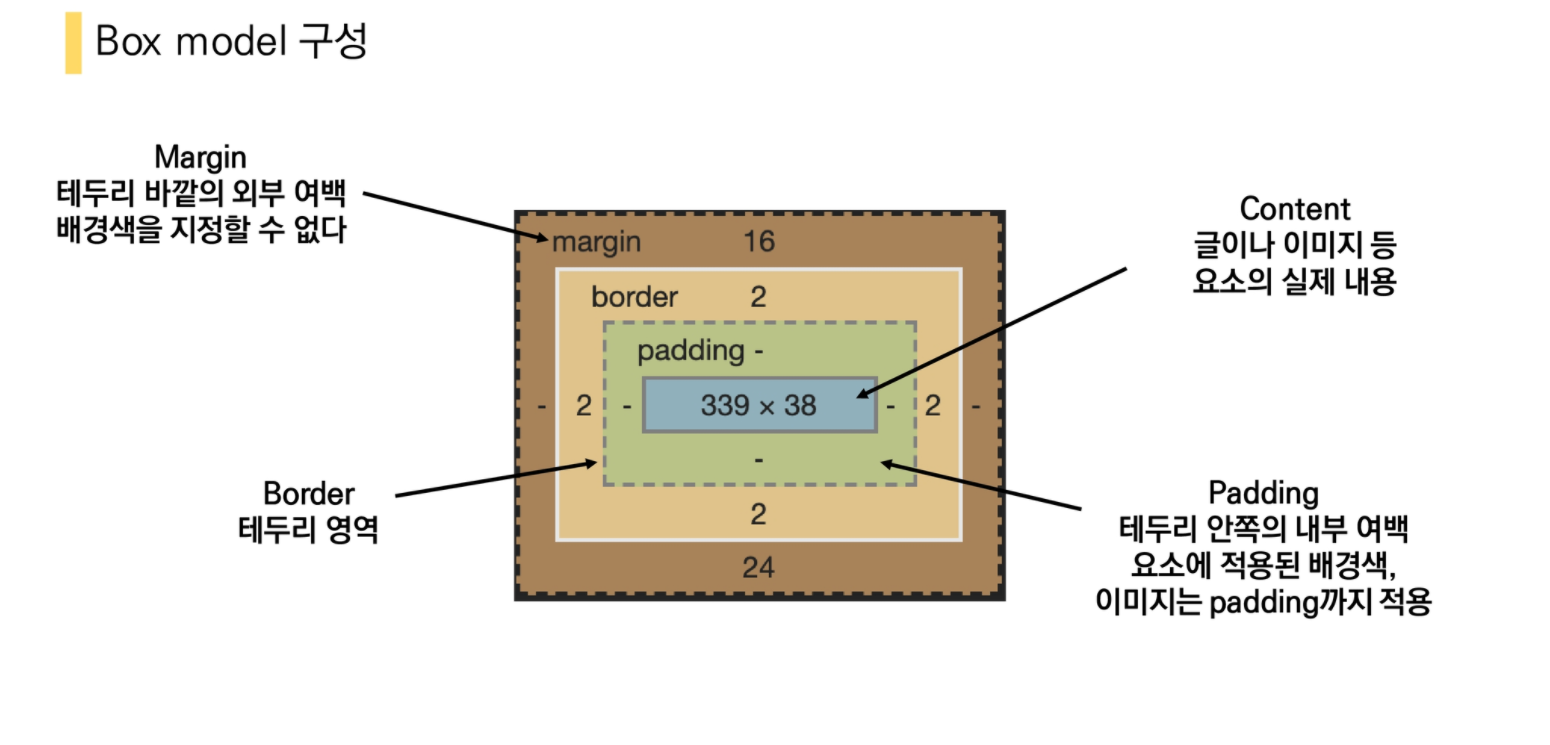 Box model 구성
Margin
테두리 바깥의 외부 여백
배경색을 지정할 수 없다
Content
글이나 이미지 등
요소의 실제 내용
margin 16
border 2
padding -
- 2 - 339 × 38 - 2 -
-
2
24
Border
테두리 영역
Padding
테두리 안쪽의 내부 여백
요소에 적용된 배경색,
이미지는 padding까지 적용